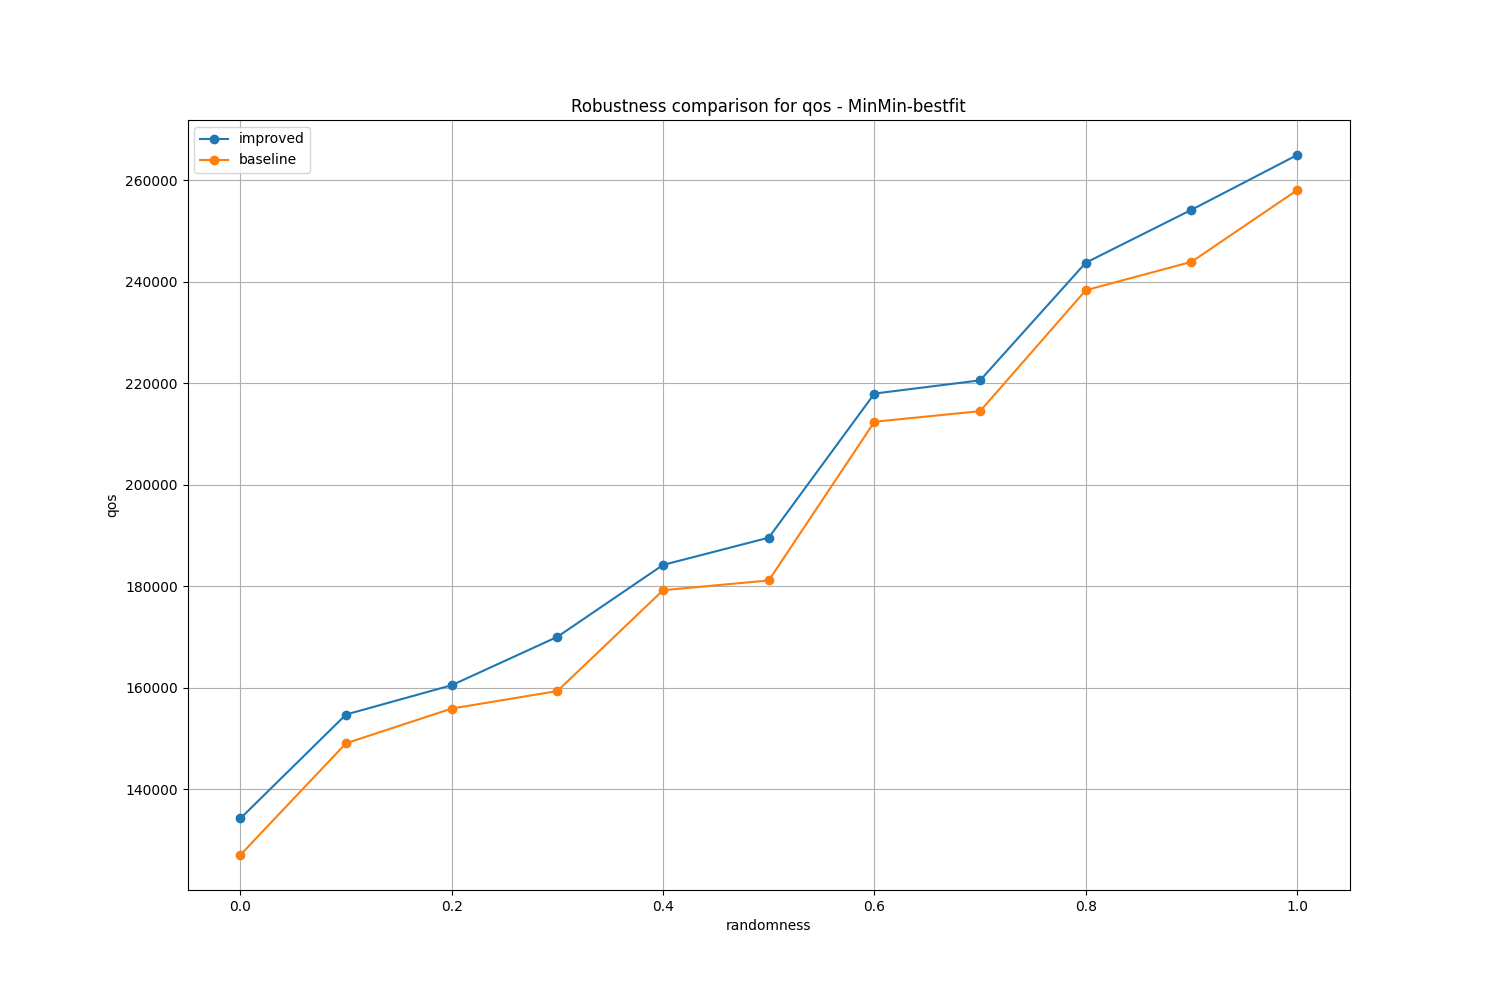 Robustness comparison for qos - MinMin-bestfit
improved
baseline
260000
240000
220000
200000
180000
160000
140000
qos
0.0 0.2 0.4 0.6 0.8 1.0
randomness